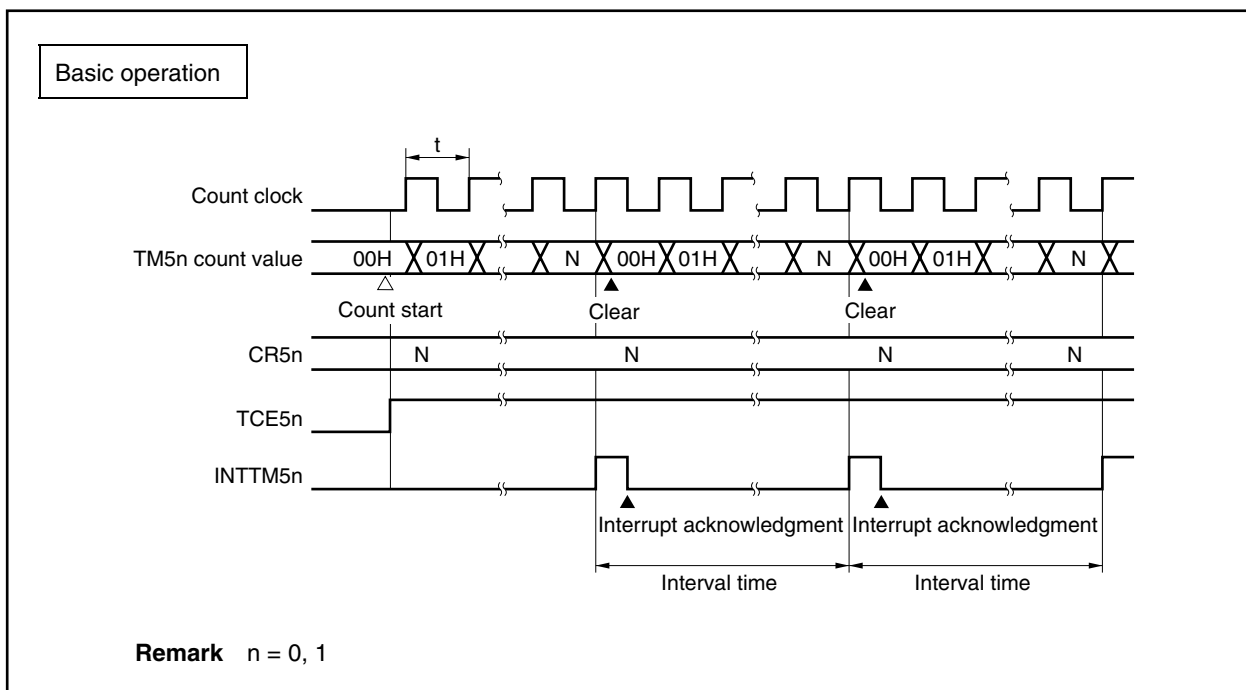 Basic operation
t
Count clock
TM5n count value 00H 01H N 00H 01H N 00H 01H N
Count start Clear Clear
CR5n N N N N
TCE5n
INTTM5n
Interrupt acknowledgment Interrupt acknowledgment
Interval time Interval time
Remark n = 0, 1